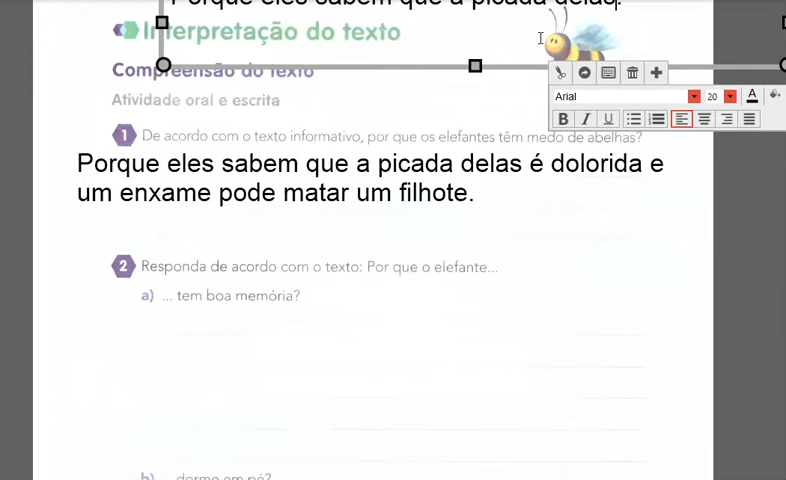 Porque eles sabem que a picada delas.
Interpretação do texto
Compreensão do texto
Atividade oral e escrita
Arial 20 A
B I U
1 De acordo com o texto informativo, por que os elefantes têm medo de abelhas?
Porque eles sabem que a picada delas é dolorida e
um enxame pode matar um filhote.
2 Responda de acordo com o texto: Por que o elefante...
a) ... tem boa memória?
b) ... dorme em pé?